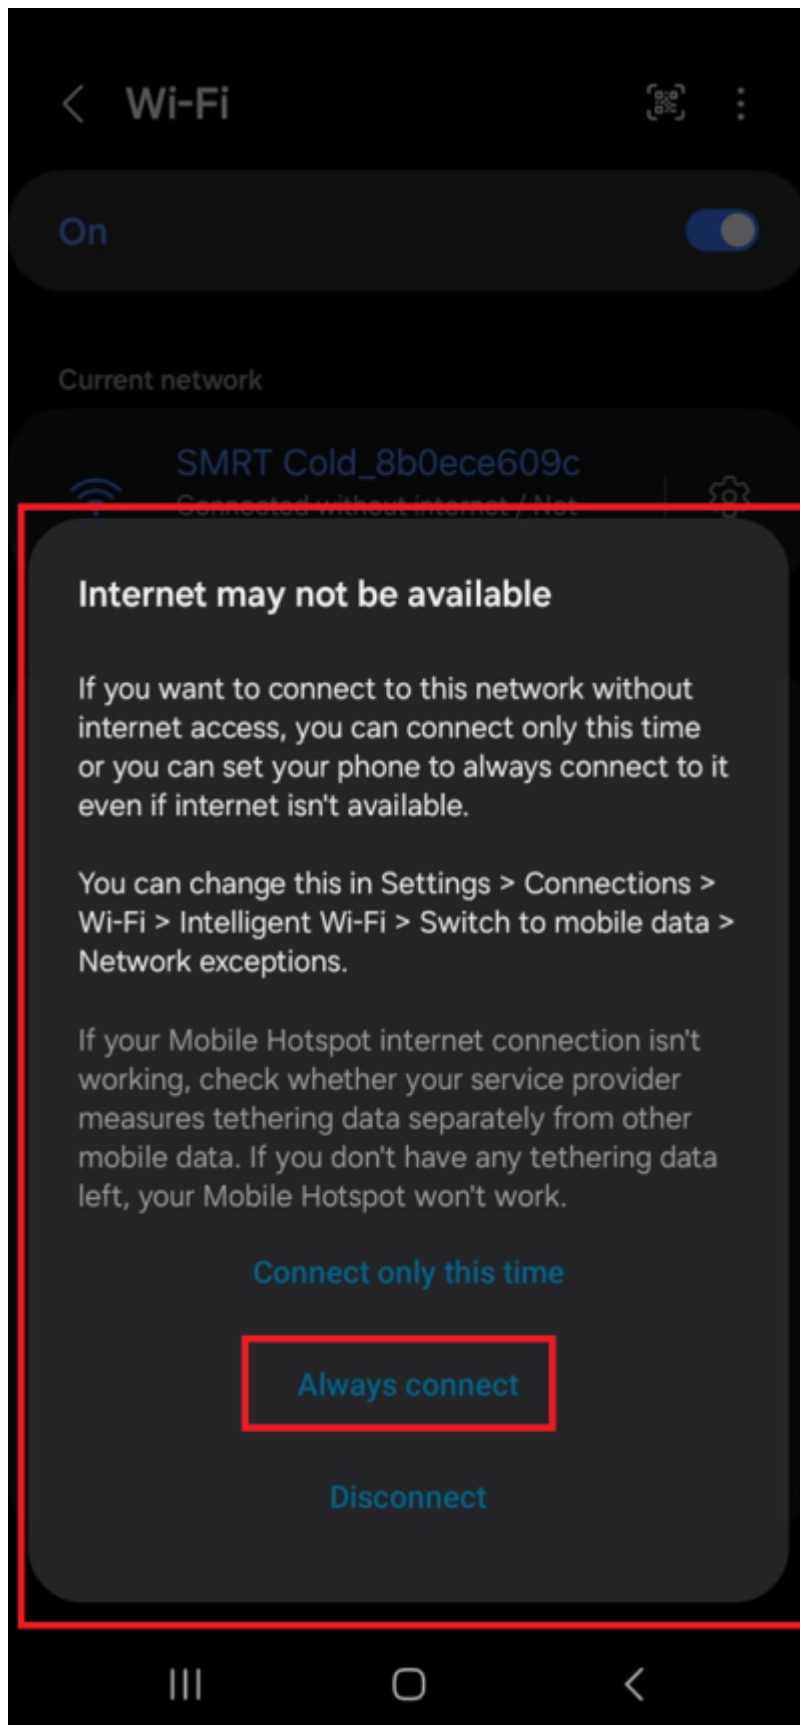 Wi-Fi
On
Current network
SMRT Cold_8b0ece609c
Connected without internet / Not
Internet may not be available
If you want to connect to this network without
internet access, you can connect only this time
or you can set your phone to always connect to it
even if internet isn't available.
You can change this in Settings > Connections >
Wi-Fi > Intelligent Wi-Fi > Switch to mobile data >
Network exceptions.
If your Mobile Hotspot internet connection isn't
working, check whether your service provider
measures tethering data separately from other
mobile data. If you don't have any tethering data
left, your Mobile Hotspot won't work.
Connect only this time
Always connect
Disconnect